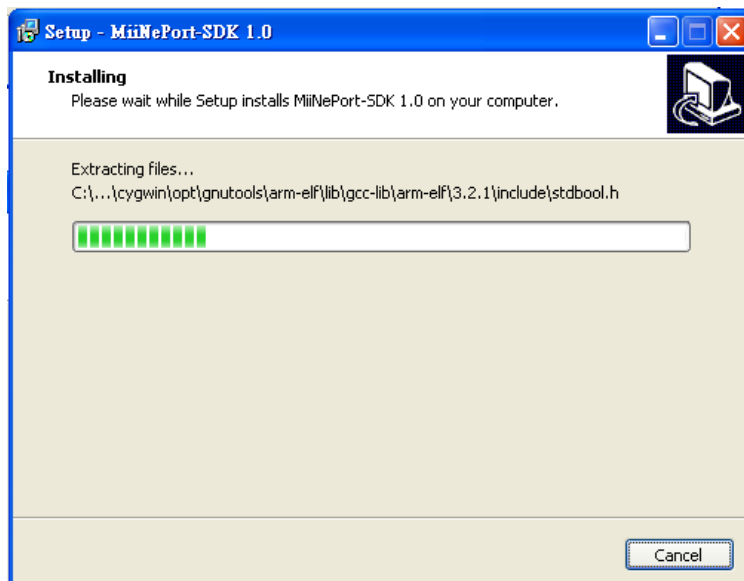 Setup - MiiNePort-SDK 1.0
Installing
Please wait while Setup installs MiiNePort-SDK 1.0 on your computer.
Extracting files...
C:\...\cygwin\opt\gnutools\arm-elf\lib\gcc-lib\arm-elf\3.2.1\include\stdbool.h
Cancel